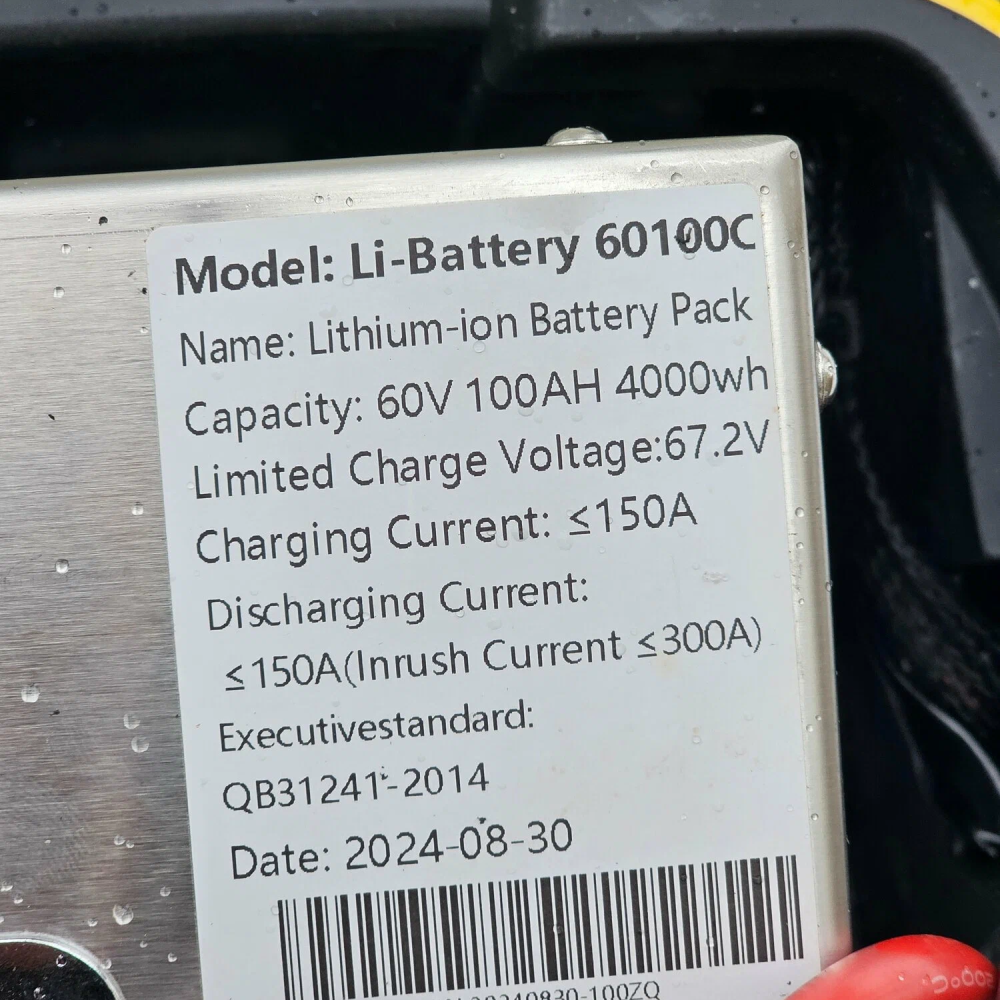 Model: Li-Battery 60100C
Name: Lithium-ion Battery Pack
Capacity: 60V 100AH 4000wh
Limited Charge Voltage:67.2V
Charging Current: ≤150A
Discharging Current:
≤150A(Inrush Current ≤300A)
Executivestandard:
QB31241-2014
Date: 2024-08-30